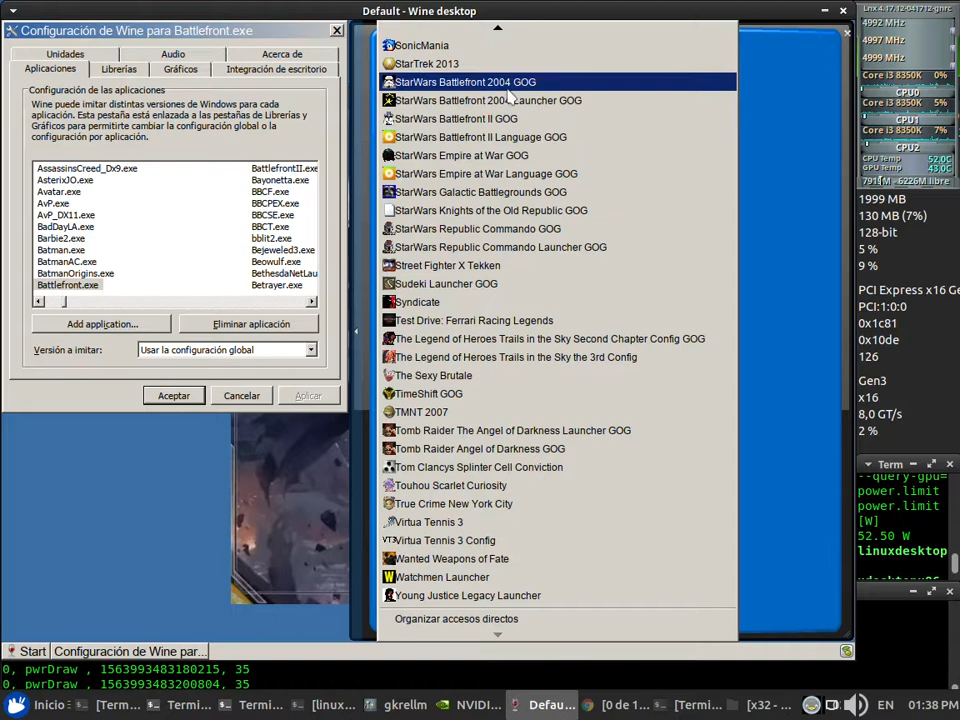 Default - Wine desktop
Configuración de Wine para Battlefront.exe
Unidades
Audio
Acerca de
Aplicaciones
Librerías
Gráficos
Integración de escritorio
Configuración de las aplicaciones
Wine puede imitar distintas versiones de Windows para cada
aplicación. Esta pestaña está enlazada a las pestañas de Librerías y
Gráficos para permitirte cambiar la configuración global o la
configuración por aplicación.
AssassinsCreed_Dx9.exe
BattlefrontII.exe
AsterixJO.exe
Bayonetta.exe
Avatar.exe
BBCF.exe
AvP.exe
BBCPEX.exe
AvP_DX11.exe
BBCSE.exe
BadDayLA.exe
BBCT.exe
Barbie2.exe
bblit2.exe
Batman.exe
Bejeweled3.exe
BatmanAC.exe
Beowulf.exe
BatmanOrigins.exe
BethesdaNetLau
Battlefront.exe
Betrayer.exe
Add application...
Eliminar aplicación
Versión a imitar:
Usar la configuración global
Aceptar
Cancelar
Aplicar
SonicMania
StarTrek 2013
StarWars Battlefront 2004 GOG
StarWars Battlefront 2004 Launcher GOG
StarWars Battlefront II GOG
StarWars Battlefront II Language GOG
StarWars Empire at War GOG
StarWars Empire at War Language GOG
StarWars Galactic Battlegrounds GOG
StarWars Knights of the Old Republic GOG
StarWars Republic Commando GOG
StarWars Republic Commando Launcher GOG
Street Fighter X Tekken
Sudeki Launcher GOG
Syndicate
Test Drive: Ferrari Racing Legends
The Legend of Heroes Trails in the Sky Second Chapter Config GOG
The Legend of Heroes Trails in the Sky the 3rd Config
The Sexy Brutale
TimeShift GOG
TMNT 2007
Tomb Raider The Angel of Darkness Launcher GOG
Tomb Raider Angel of Darkness GOG
Tom Clancys Splinter Cell Conviction
Touhou Scarlet Curiosity
True Crime New York City
Virtua Tennis 3
VT3 Virtua Tennis 3 Config
Wanted Weapons of Fate
W Watchmen Launcher
Young Justice Legacy Launcher
Organizar accesos directos
Lnx 4.17.12-041712-gnrc
4992 MHz
4997 MHz
4999 MHz
Core i3 8350K 0%
CPU0
Core i3 8350K 5%
CPU1
Core i3 8350K 7%
CPU2
CPU Temp 52,0C
GPU Temp 43,0C
- 6226M libre
1999 MB
130 MB (7%)
128-bit
5 %
9 %
PCI Express x16 Ge
PCI:1:0:0
0x1c81
0x10de
126
Gen3
x16
8,0 GT/s
2 %
Term
--query-gpu=
power.limit
power.limit
[W]
52.50 W
linuxdesktop
Start
Configuración de Wine par...
0, pwrDraw , 1563993483180215, 35
0, pwrDraw , 1563993483200804, 35
Inicio
[Term...
Termi...
Termi...
[linux...
gkrellm
NVIDI...
Defau...
[0 de 1...
[Termi...
[x32 - ...
EN
01:38 PM